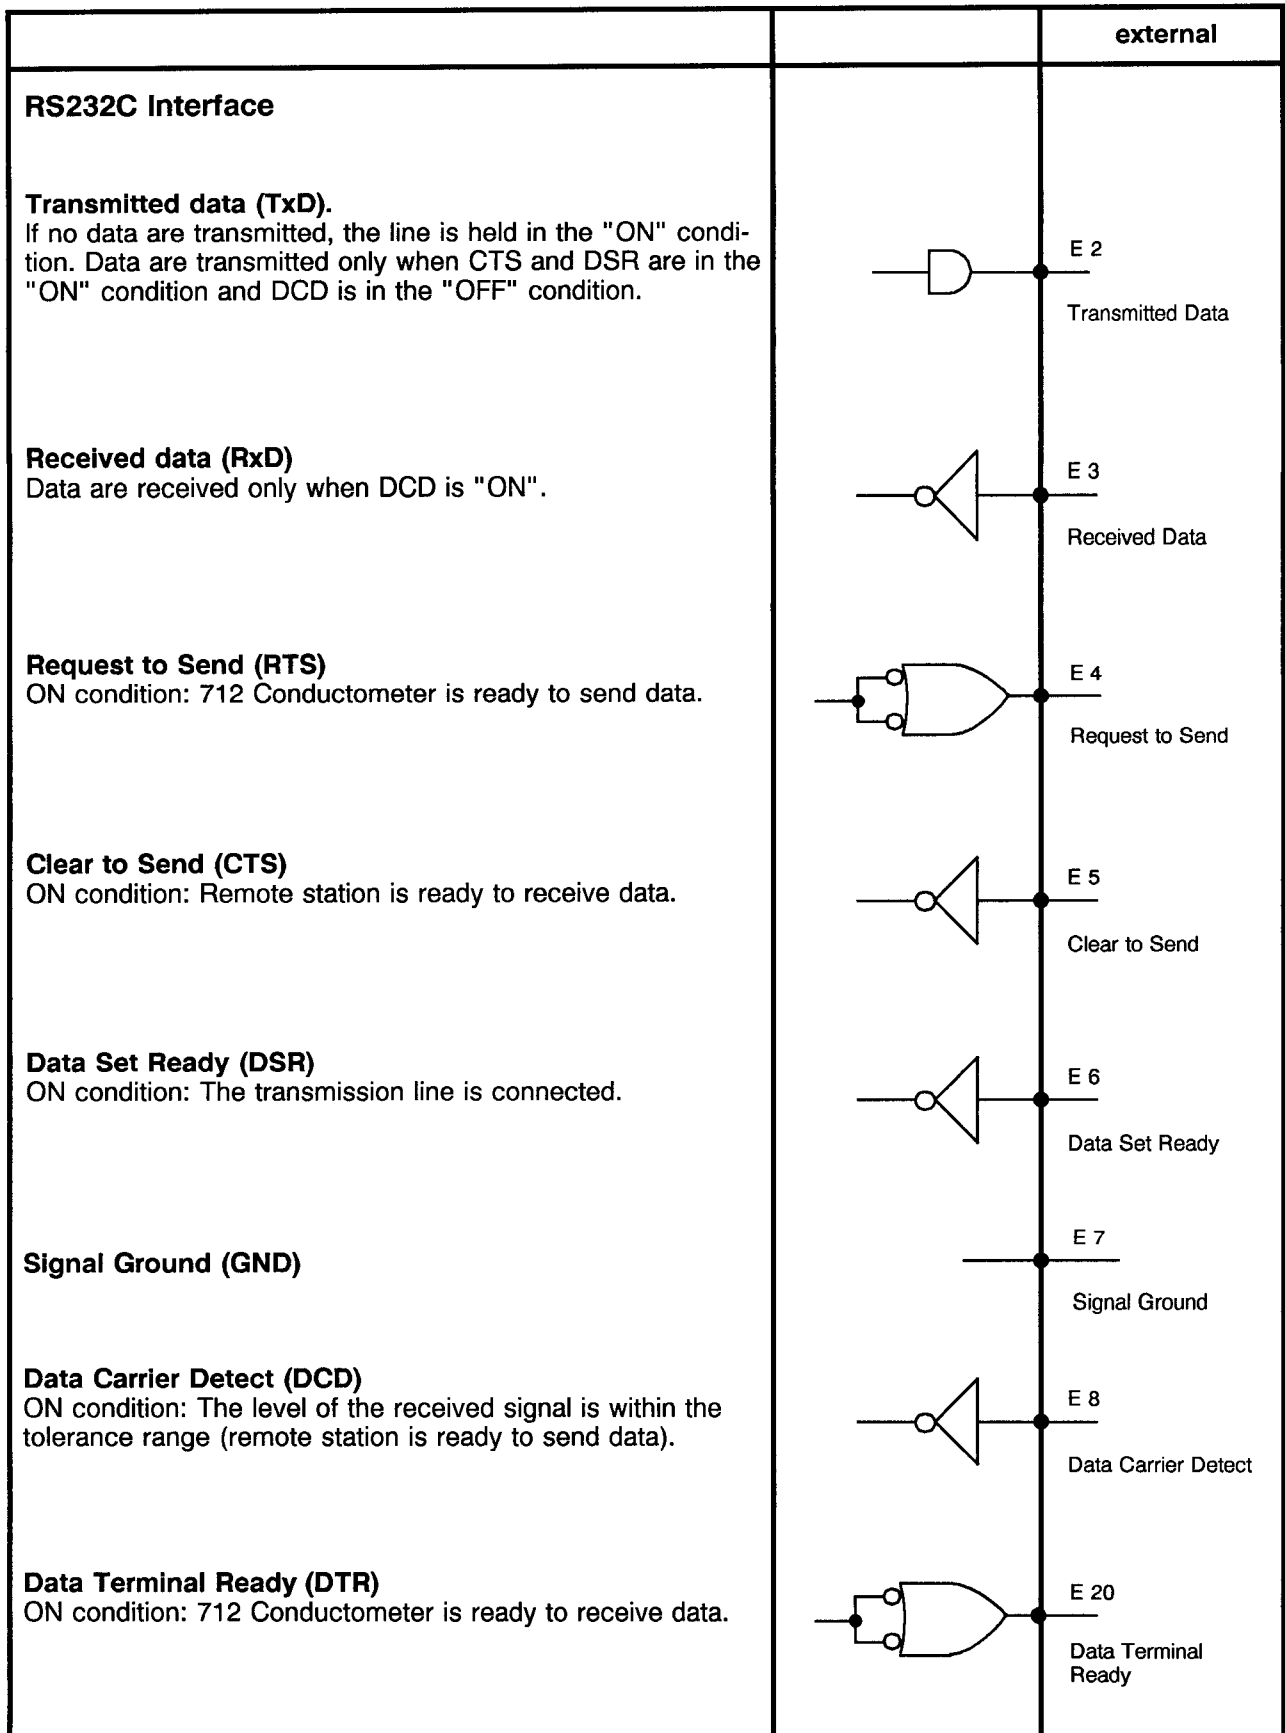 external
RS232C Interface
Transmitted data (TxD).
If no data are transmitted, the line is held in the "ON" condi-
tion. Data are transmitted only when CTS and DSR are in the
"ON" condition and DCD is in the "OFF" condition.
E 2
Transmitted Data
Received data (RxD)
Data are received only when DCD is "ON".
E 3
Received Data
Request to Send (RTS)
ON condition: 712 Conductometer is ready to send data.
E 4
Request to Send
Clear to Send (CTS)
ON condition: Remote station is ready to receive data.
E 5
Clear to Send
Data Set Ready (DSR)
ON condition: The transmission line is connected.
E 6
Data Set Ready
Signal Ground (GND)
E 7
Signal Ground
Data Carrier Detect (DCD)
ON condition: The level of the received signal is within the
tolerance range (remote station is ready to send data).
E 8
Data Carrier Detect
Data Terminal Ready (DTR)
ON condition: 712 Conductometer is ready to receive data.
E 20
Data Terminal
Ready